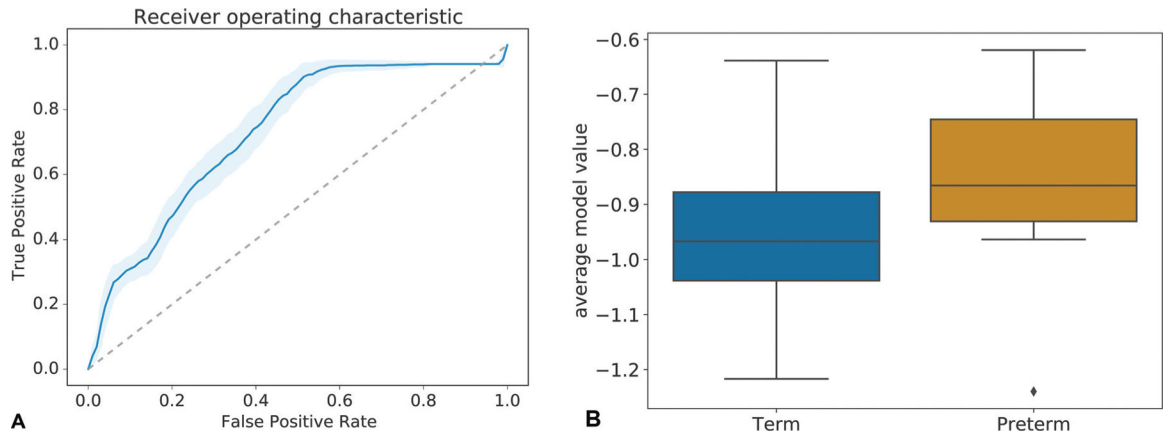 Receiver operating characteristic
True Positive Rate
1.0
0.8
0.6
0.4
0.2
0.0
0.0 0.2 0.4 0.6 0.8 1.0
False Positive Rate
A
average model value
−0.6
−0.7
−0.8
−0.9
−1.0
−1.1
−1.2
Term Preterm
B